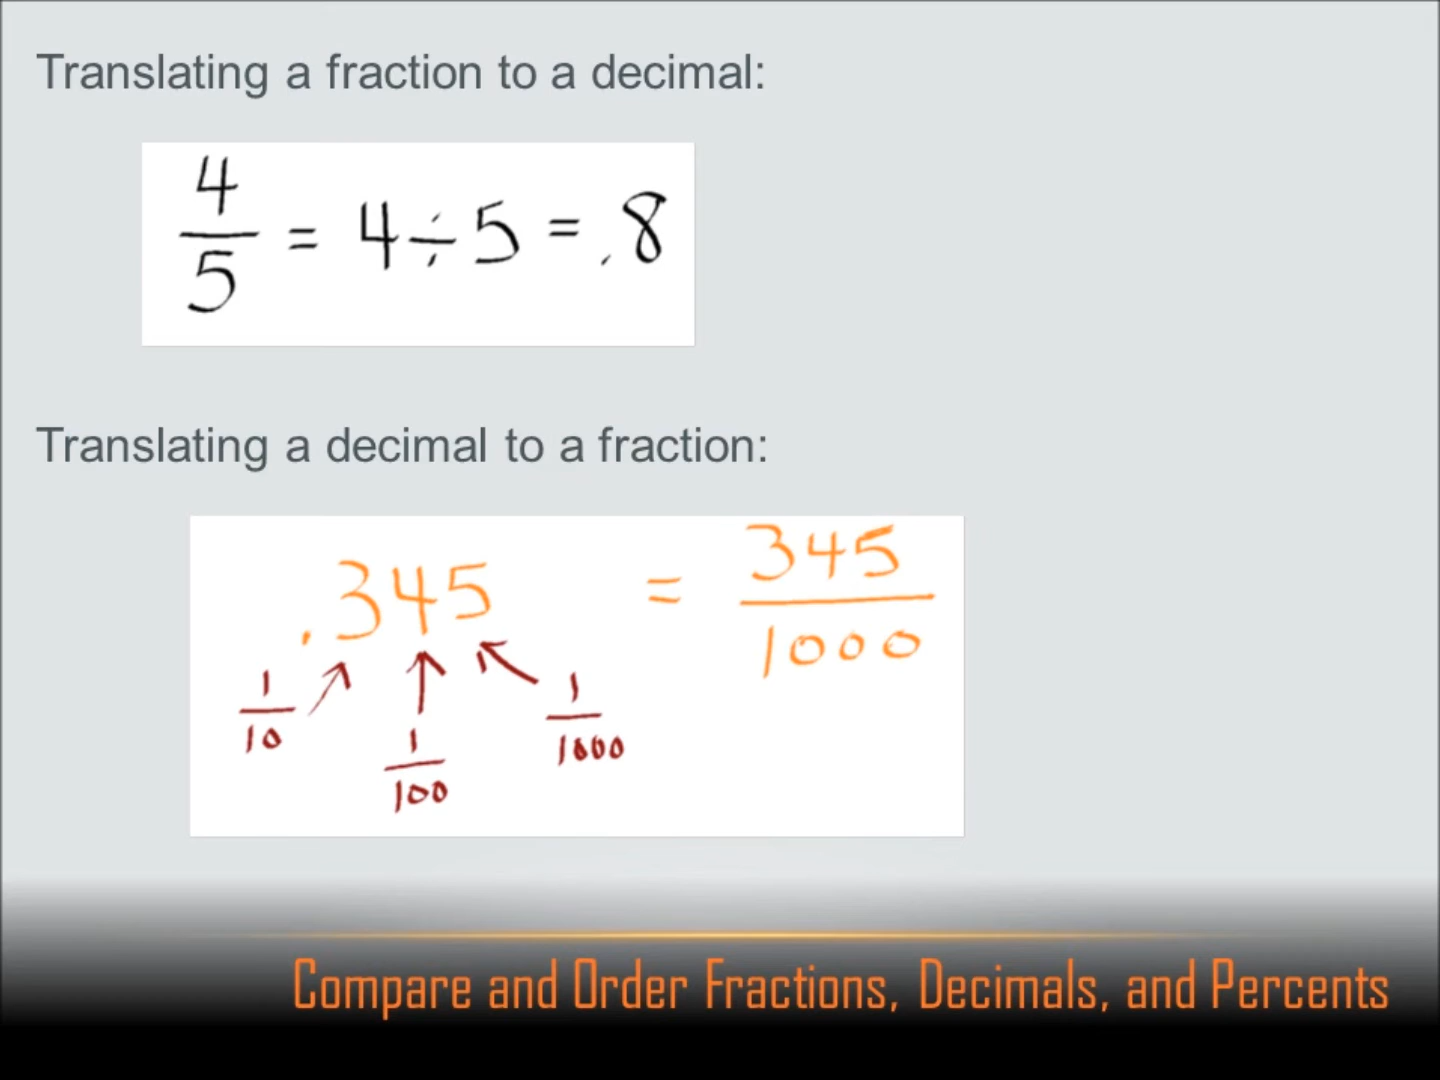 Translating a fraction to a decimal:
4/5 = 4 ÷ 5 = .8
Translating a decimal to a fraction:
.345 = 345/1000
1/10 1/100 1/1000
Compare and Order Fractions, Decimals, and Percents